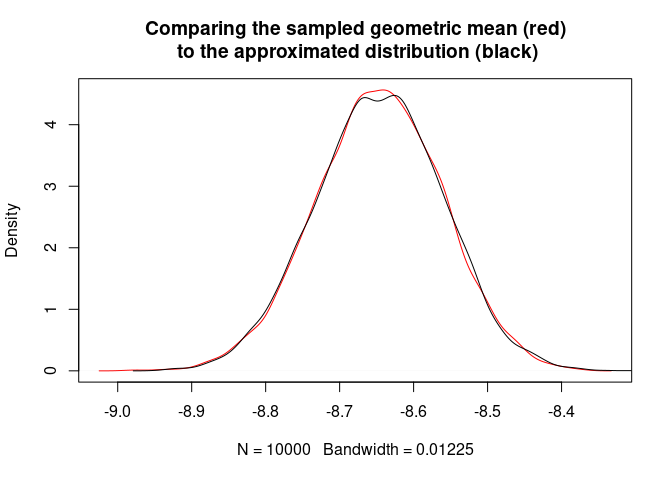 Comparing the sampled geometric mean (red)
to the approximated distribution (black)
Density
4
3
2
1
0
-9.0 -8.9 -8.8 -8.7 -8.6 -8.5 -8.4
N = 10000 Bandwidth = 0.01225